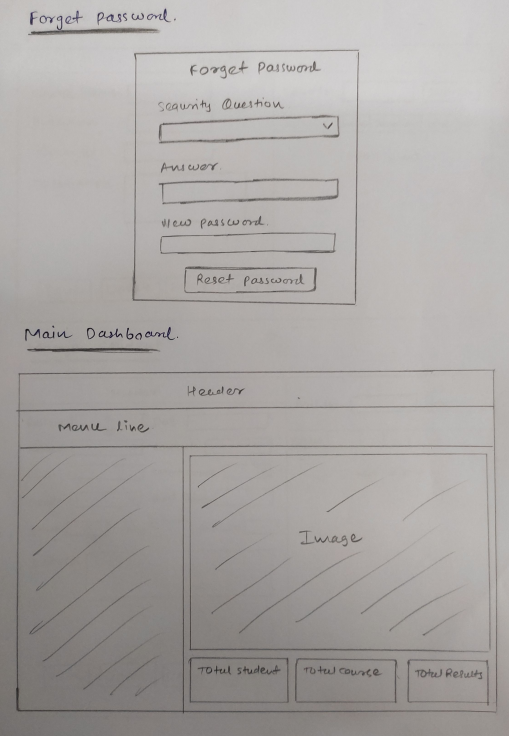 Forget Password.
Forget Password
Sequrity Question
Answer
New password
Reset Password
Main Dashboard.
Header
Menu line
Image
Total student
Total course
Total Results